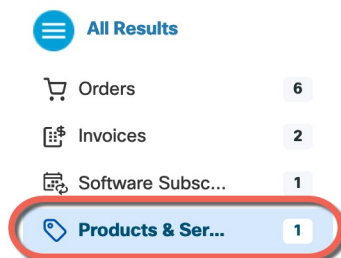 All Results
Orders 6
Invoices 2
Software Subsc... 1
Products & Ser... 1